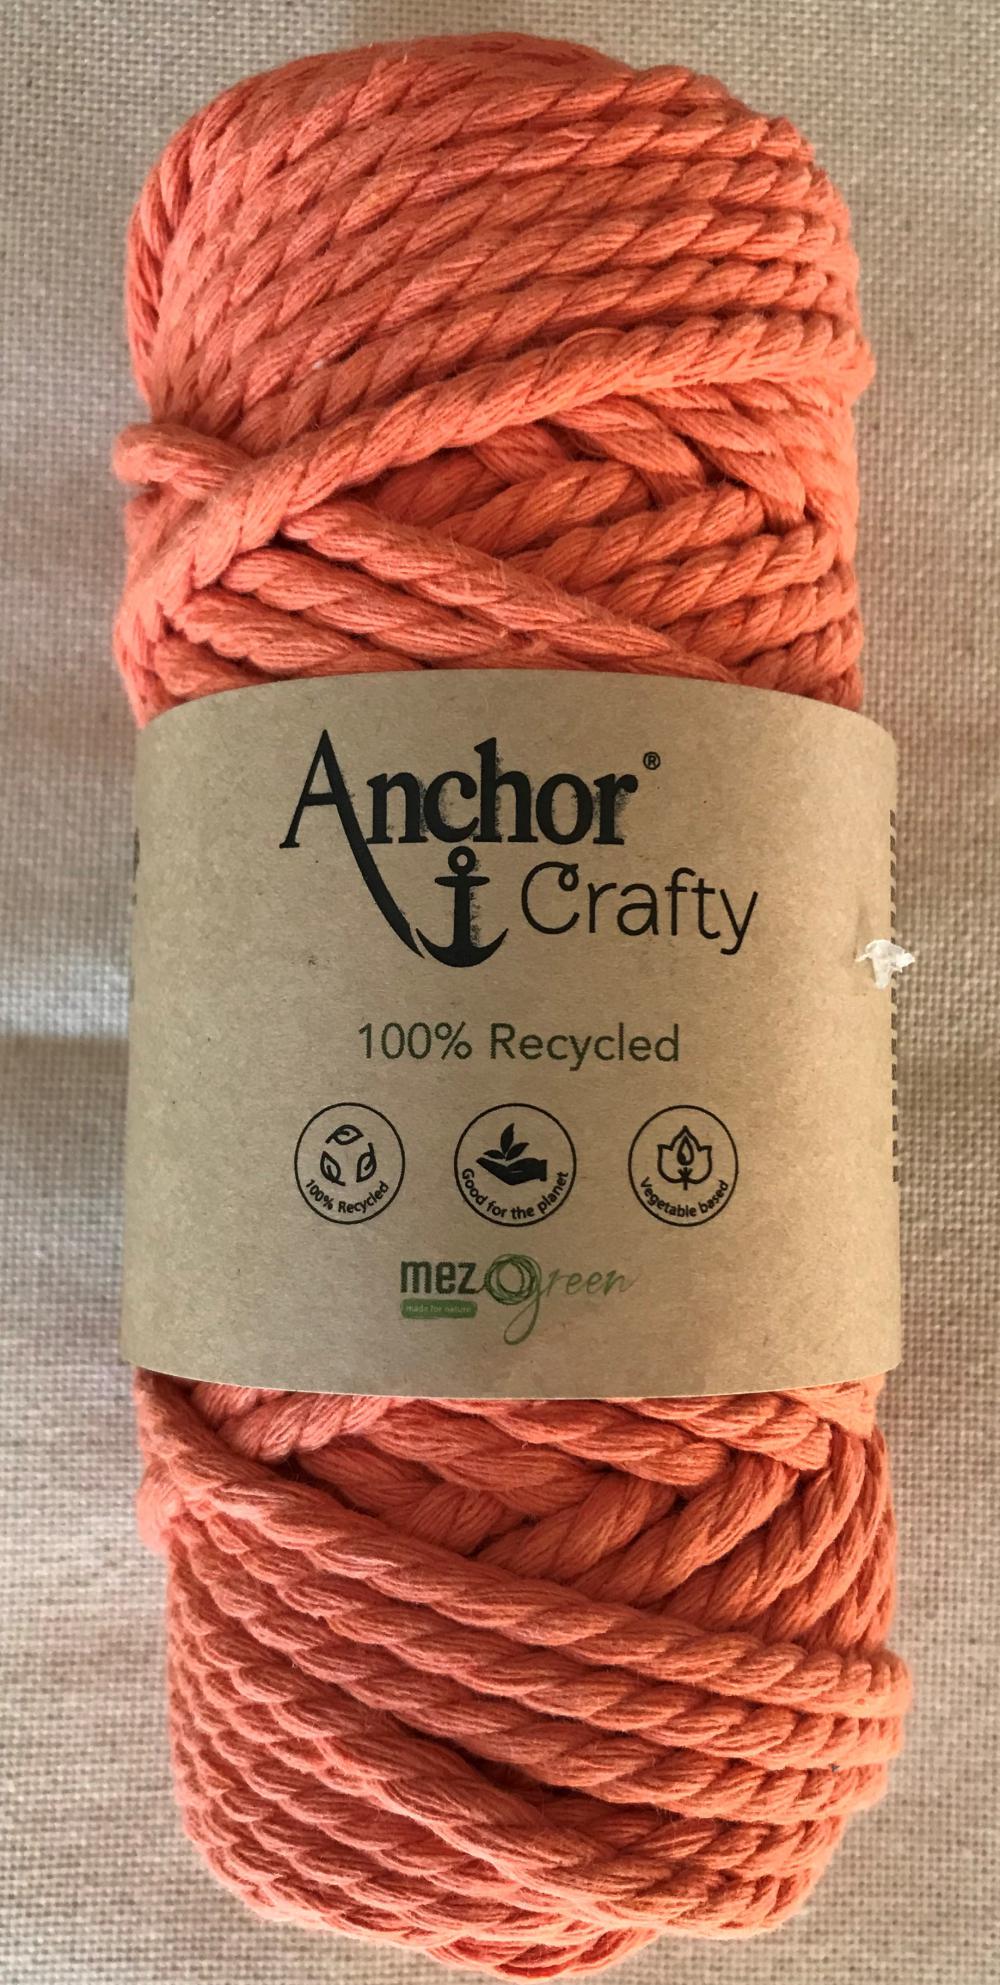 Anchor®
Crafty
100% Recycled
100% Recycled
Good for the planet
Vegetable based
mez green
made for nature